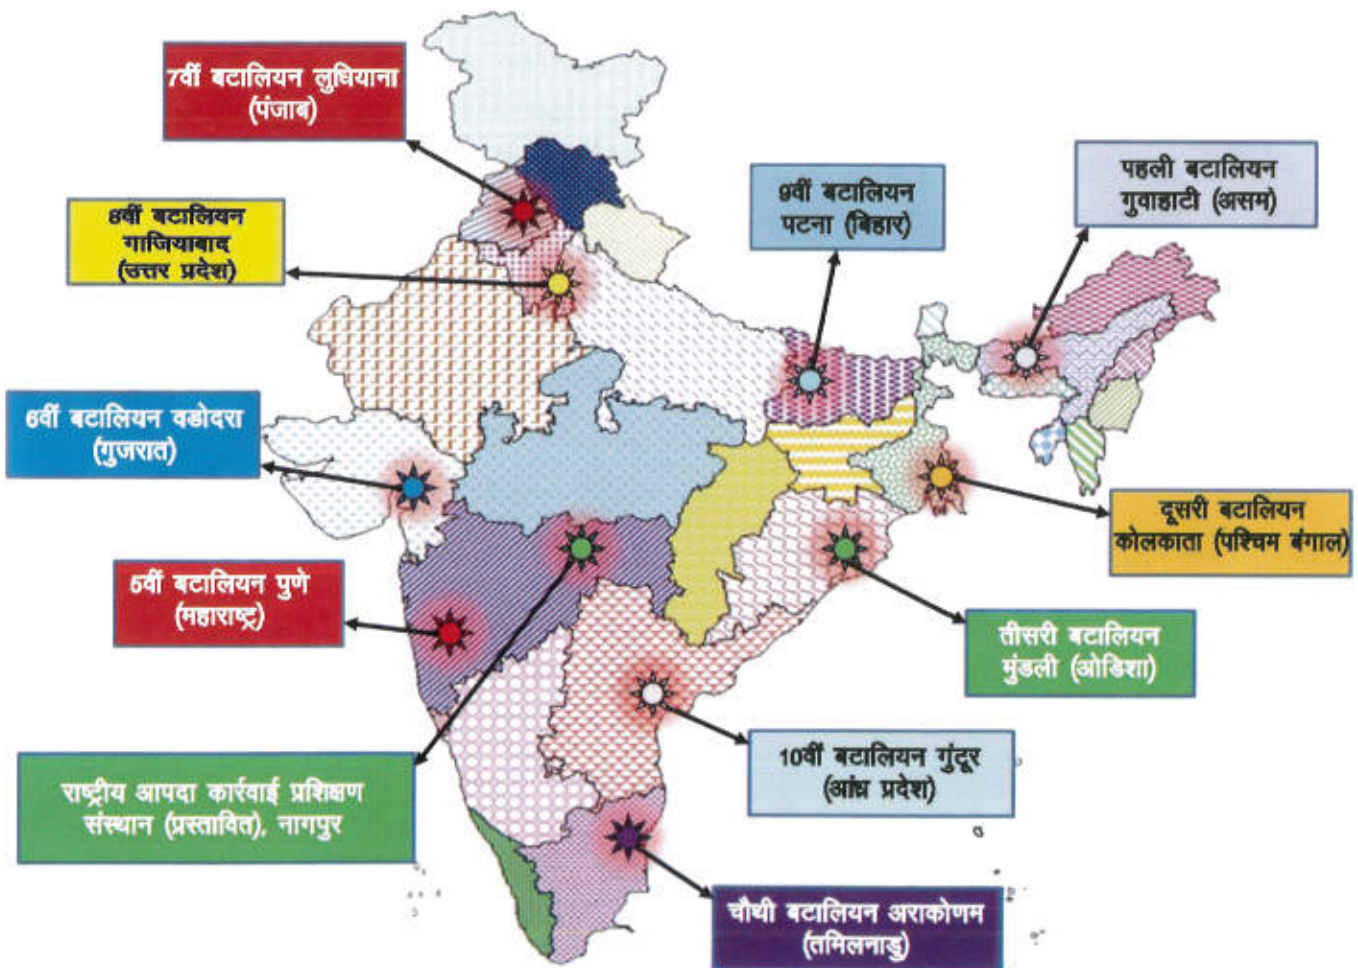 7वीं बटालियन लुधियाना
(पंजाब)
8वीं बटालियन
गाजियाबाद
(उत्तर प्रदेश)
9वीं बटालियन
पटना (बिहार)
पहली बटालियन
गुवाहाटी (असम)
6वीं बटालियन वडोदरा
(गुजरात)
दूसरी बटालियन
कोलकाता (पश्चिम बंगाल)
5वीं बटालियन पुणे
(महाराष्ट्र)
तीसरी बटालियन
मुंडली (ओडिशा)
10वीं बटालियन गुंटूर
(आंध्र प्रदेश)
राष्ट्रीय आपदा कार्रवाई प्रशिक्षण
संस्थान (प्रस्तावित), नागपुर
चौथी बटालियन अराकोणम
(तमिलनाडु)